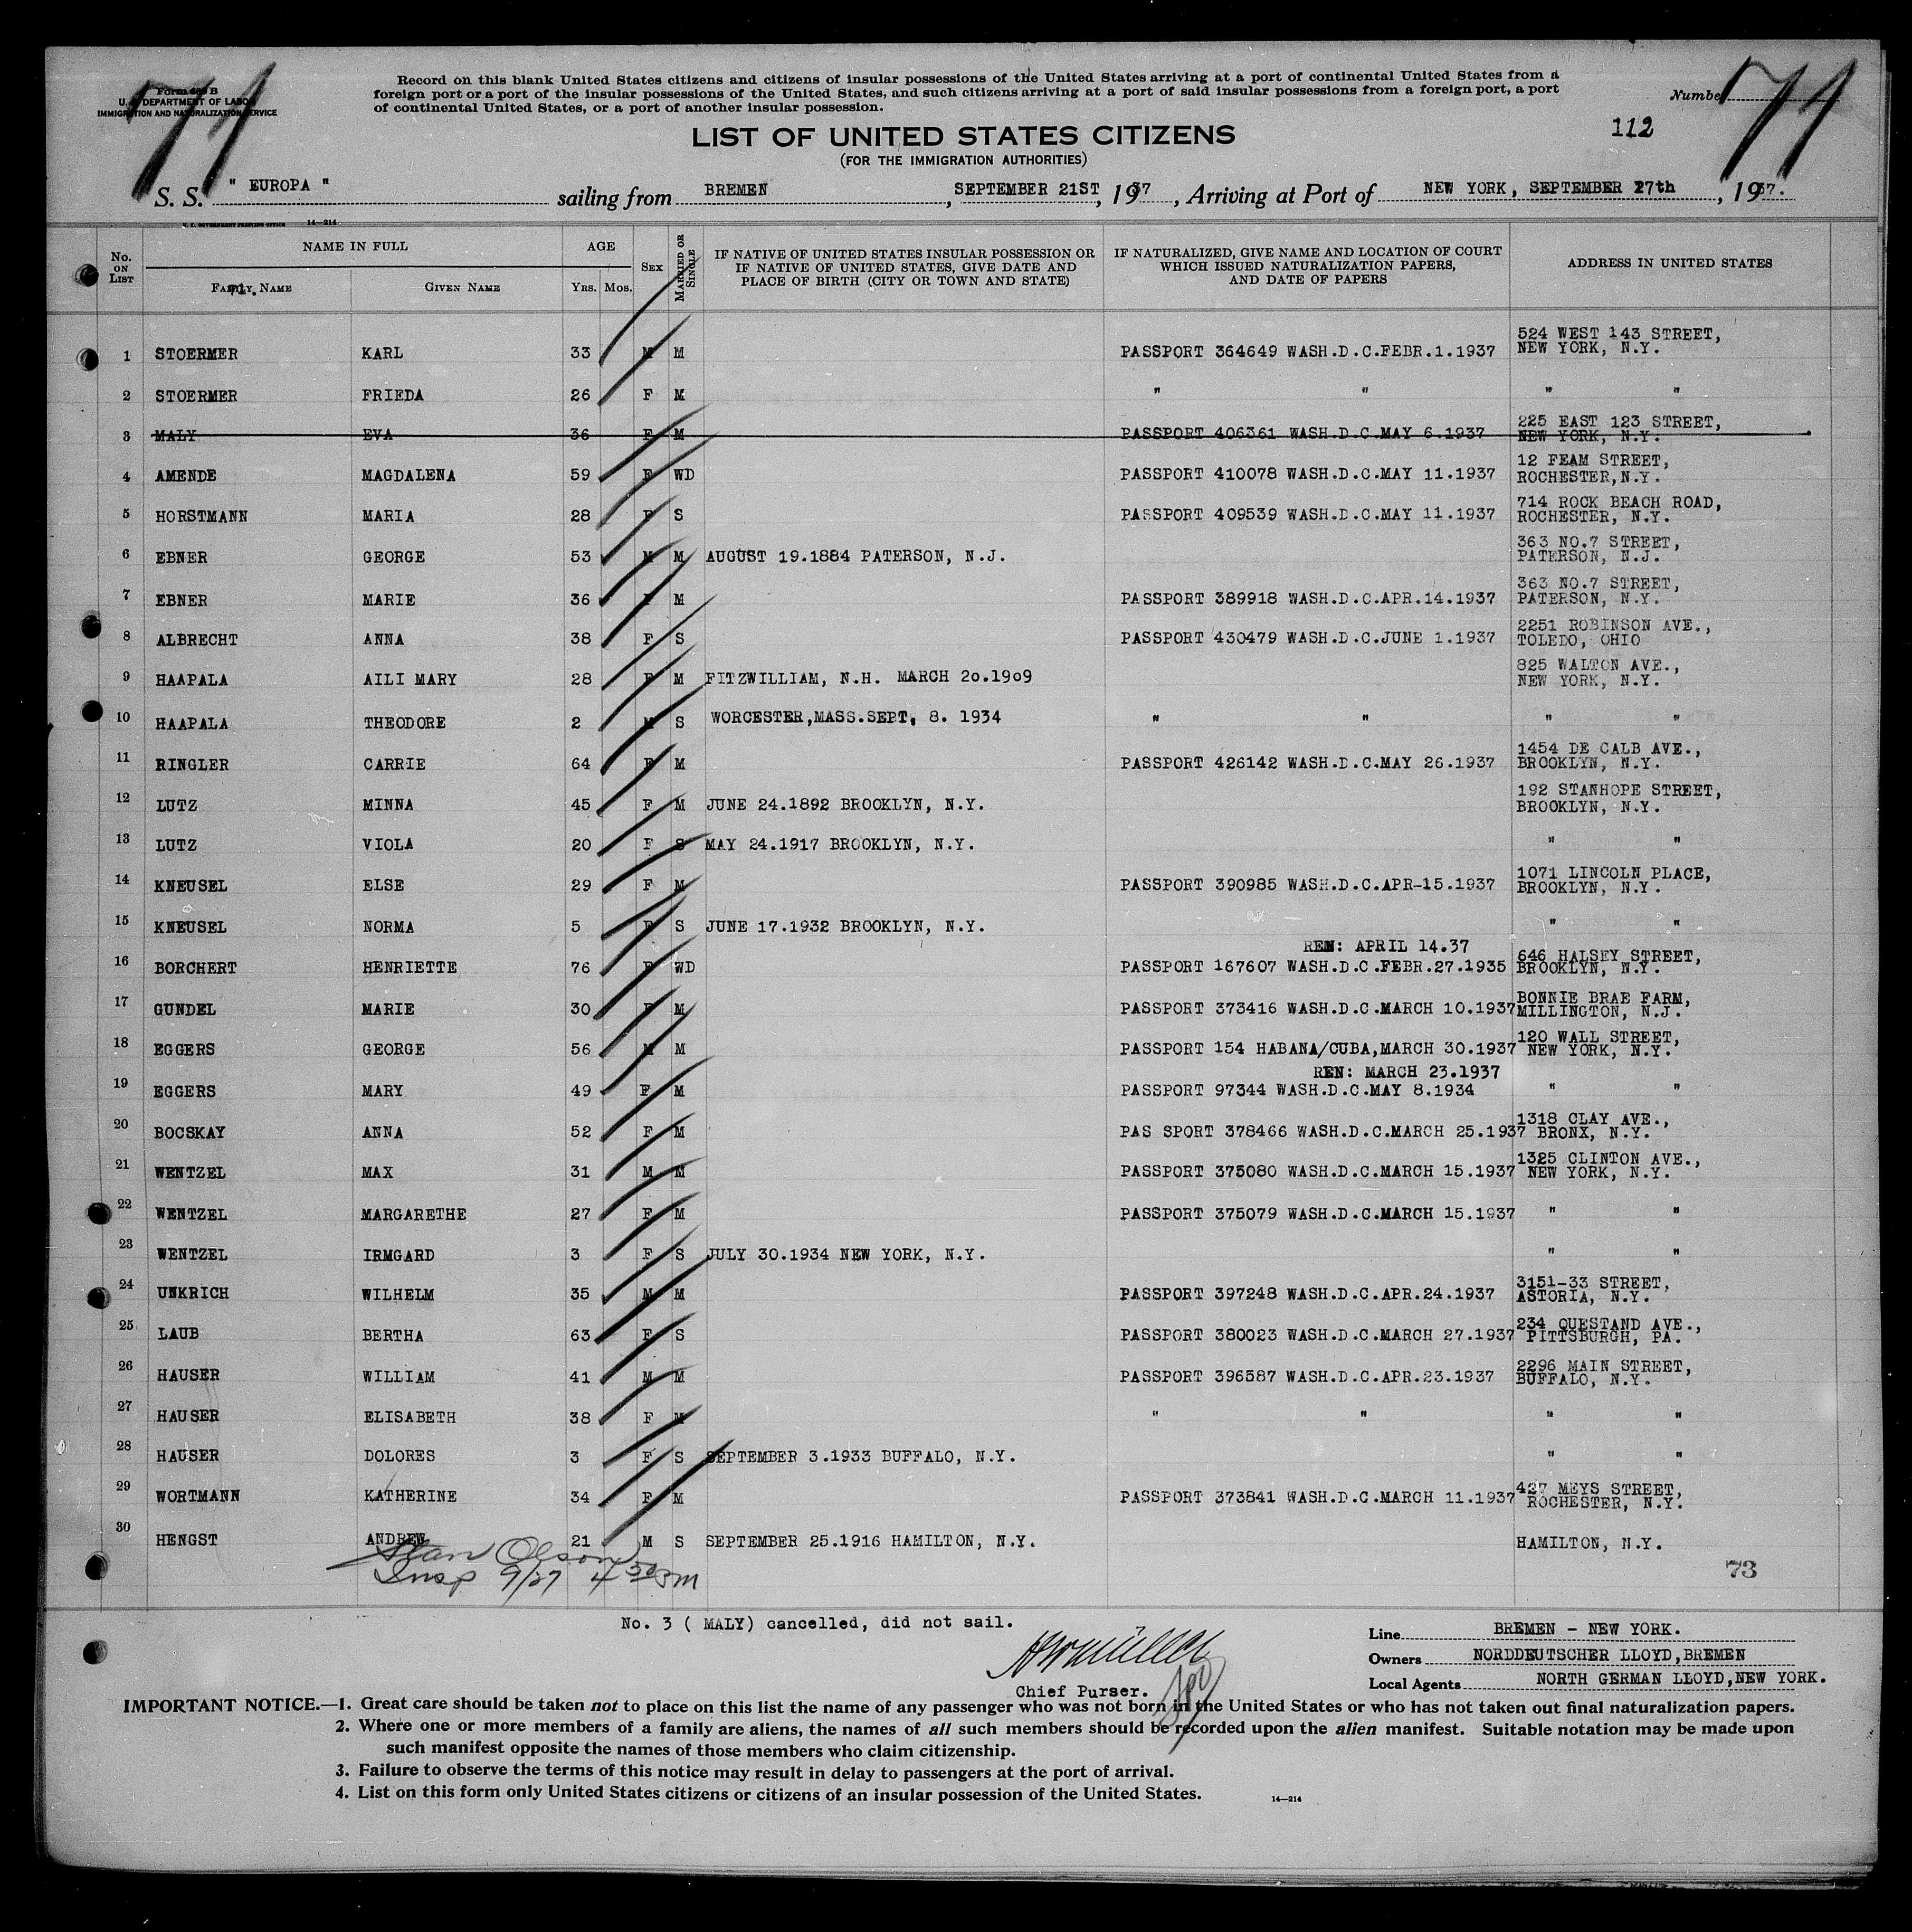 71 Form 489 B
U. S. DEPARTMENT OF LABOR
IMMIGRATION AND NATURALIZATION SERVICE
Record on this blank United States citizens and citizens of insular possessions of the United States arriving at a port of continental United States from a
foreign port or a port of the insular possessions of the United States, and such citizens arriving at a port of said insular possessions from a foreign port, a port
of continental United States, or a port of another insular possession.
Number 71
112
LIST OF UNITED STATES CITIZENS
(FOR THE IMMIGRATION AUTHORITIES)
S. S. " EUROPA " sailing from BREMEN, SEPTEMBER 21ST, 1937, Arriving at Port of NEW YORK, SEPTEMBER 27th, 1937.
U. S. GOVERNMENT PRINTING OFFICE 14—214
No. ON LIST NAME IN FULL AGE SEX MARRIED OR SINGLE IF NATIVE OF UNITED STATES INSULAR POSSESSION OR IF NATIVE OF UNITED STATES, GIVE DATE AND PLACE OF BIRTH (CITY OR TOWN AND STATE) IF NATURALIZED, GIVE NAME AND LOCATION OF COURT WHICH ISSUED NATURALIZATION PAPERS, AND DATE OF PAPERS ADDRESS IN UNITED STATES
FAMILY NAME 71. GIVEN NAME YRS. MOS.
1 STOERMER KARL 33 M M PASSPORT 364649 WASH.D.C.FEBR.1.1937 524 WEST 143 STREET, NEW YORK, N.Y.
2 STOERMER FRIEDA 26 F M " " " "
3 MALY EVA 36 F M PASSPORT 406361 WASH.D.C.MAY 6.1937 225 EAST 123 STREET, NEW YORK, N.Y.
4 AMENDE MAGDALENA 59 F WD PASSPORT 410078 WASH.D.C.MAY 11.1937 12 FEAM STREET, ROCHESTER,N.Y.
5 HORSTMANN MARIA 28 F S PASSPORT 409539 WASH.D.C.MAY 11.1937 714 ROCK BEACH ROAD, ROCHESTER, N.Y.
6 EBNER GEORGE 53 M M AUGUST 19.1884 PATERSON, N.J. 363 NO.7 STREET, PATERSON, N.J.
7 EBNER MARIE 36 F M PASSPORT 389918 WASH.D.C.APR.14.1937 363 NO.7 STREET, PATERSON, N.Y.
8 ALBRECHT ANNA 38 F S PASSPORT 430479 WASH.D.C.JUNE 1.1937 2251 ROBINSON AVE., TOLEDO, OHIO
9 HAAPALA AILI MARY 28 F M FITZWILLIAM, N.H. MARCH 20.1909 825 WALTON AVE., NEW YORK, N.Y.
10 HAAPALA THEODORE 2 M S WORCESTER,MASS.SEPT. 8. 1934 " " " "
11 RINGLER CARRIE 64 F M PASSPORT 426142 WASH.D.C.MAY 26.1937 1454 DE CALB AVE., BROOKLYN, N.Y.
12 LUTZ MINNA 45 F M JUNE 24.1892 BROOKLYN, N.Y. 192 STANHOPE STREET, BROOKLYN, N.Y.
13 LUTZ VIOLA 20 F S MAY 24.1917 BROOKLYN, N.Y. " "
14 KNEUSEL ELSE 29 F M PASSPORT 390985 WASH.D.C.APR-15.1937 1071 LINCOLN PLACE, BROOKLYN, N.Y.
15 KNEUSEL NORMA 5 F S JUNE 17.1932 BROOKLYN, N.Y. " "
REN: APRIL 14.37
16 BORCHERT HENRIETTE 76 F WD PASSPORT 167607 WASH.D.C.FEBR.27.1935 646 HALSEY STREET, BROOKLYN, N.Y.
17 GUNDEL MARIE 30 F M PASSPORT 373416 WASH.D.C.MARCH 10.1937 BONNIE BRAE FARM, MILLINGTON, N.J.
18 EGGERS GEORGE 56 M M PASSPORT 154 HABANA/CUBA,MARCH 30.1937 120 WALL STREET, NEW YORK, N.Y.
REN: MARCH 23.1937
19 EGGERS MARY 49 F M PASSPORT 97344 WASH.D.C.MAY 8.1934 " "
20 BOCSKAY ANNA 52 F M PAS SPORT 378466 WASH.D.C.MARCH 25.1937 1318 CLAY AVE., BRONX, N.Y.
21 WENTZEL MAX 31 M M PASSPORT 375080 WASH.D.C.MARCH 15.1937 1325 CLINTON AVE., NEW YORK, N.Y.
22 WENTZEL MARGARETHE 27 F M PASSPORT 375079 WASH.D.C.MARCH 15.1937 " "
23 WENTZEL IRMGARD 3 F S JULY 30.1934 NEW YORK, N.Y. " "
24 UNKRICH WILHELM 35 M M PASSPORT 397248 WASH.D.C.APR.24.1937 3151-33 STREET, ASTORIA, N.Y.
25 LAUB BERTHA 63 F S PASSPORT 380023 WASH.D.C.MARCH 27.1937 234 QUESTAND AVE., PITTSBURGH, PA.
26 HAUSER WILLIAM 41 M M PASSPORT 396587 WASH.D.C.APR.23.1937 2296 MAIN STREET, BUFFALO, N.Y.
27 HAUSER ELISABETH 38 F M " " " "
28 HAUSER DOLORES 3 F S SEPTEMBER 3.1933 BUFFALO, N.Y. " "
29 WORTMANN KATHERINE 34 F M PASSPORT 373841 WASH.D.C.MARCH 11.1937 427 MEYS STREET, ROCHESTER, N.Y.
30 HENGST ANDREW 21 M S SEPTEMBER 25.1916 HAMILTON, N.Y. HAMILTON, N.Y.
Stan Olson
Insp 9/27 4 30 PM
73
No. 3 ( MALY) cancelled, did not sail.
Chief Purser.
Line BREMEN - NEW YORK.
Owners NORDDEUTSCHER LLOYD,BREMEN
Local Agents NORTH GERMAN LLOYD,NEW YORK.
IMPORTANT NOTICE.—1. Great care should be taken not to place on this list the name of any passenger who was not born in the United States or who has not taken out final naturalization papers.
2. Where one or more members of a family are aliens, the names of all such members should be recorded upon the alien manifest. Suitable notation may be made upon
such manifest opposite the names of those members who claim citizenship.
3. Failure to observe the terms of this notice may result in delay to passengers at the port of arrival.
4. List on this form only United States citizens or citizens of an insular possession of the United States.
14—214